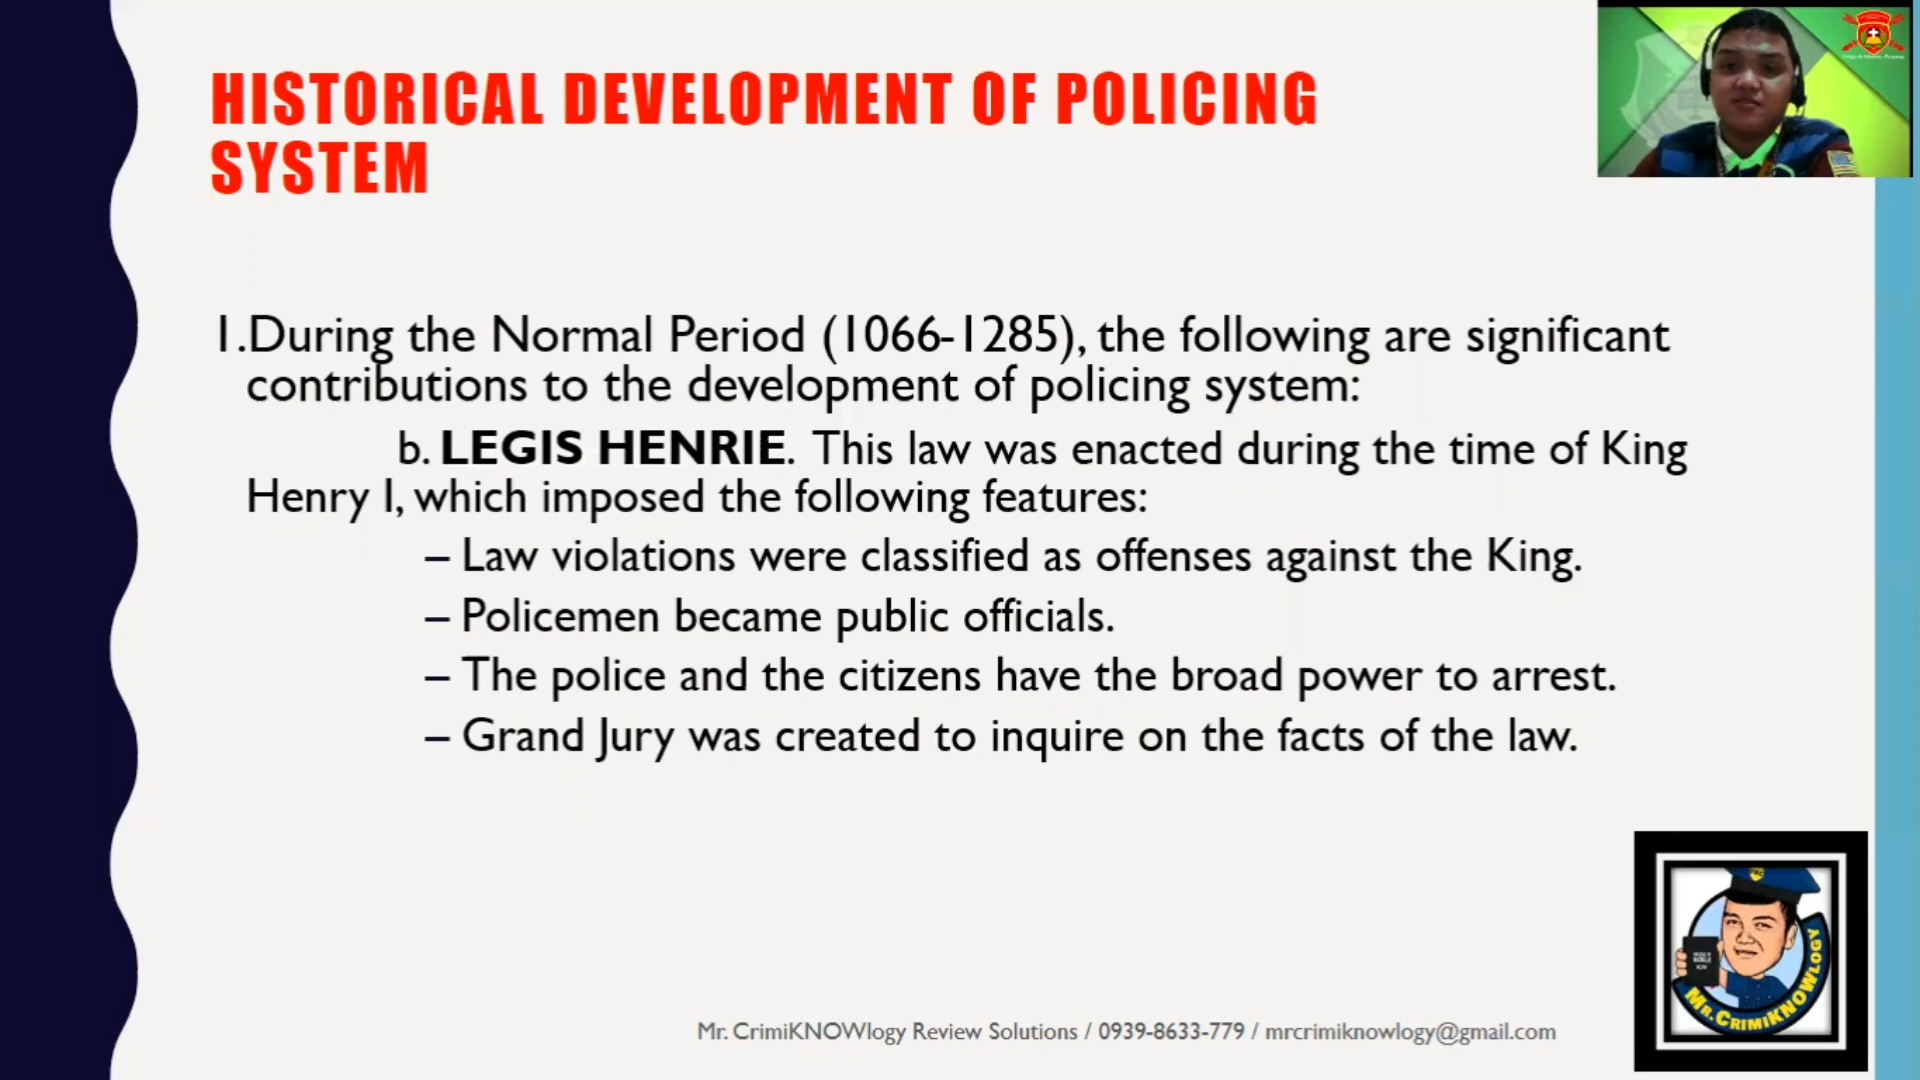 HISTORICAL DEVELOPMENT OF POLICING
SYSTEM
1.During the Normal Period (1066-1285), the following are significant
contributions to the development of policing system:
b. LEGIS HENRIE. This law was enacted during the time of King
Henry I, which imposed the following features:
– Law violations were classified as offenses against the King.
– Policemen became public officials.
– The police and the citizens have the broad power to arrest.
– Grand Jury was created to inquire on the facts of the law.
HOLY
BIBLE
KJV
MR. CRIMIKNOWLOGY
Mr. CrimiKNOWlogy Review Solutions / 0939-8633-779 / mrcrimiknowlogy@gmail.com